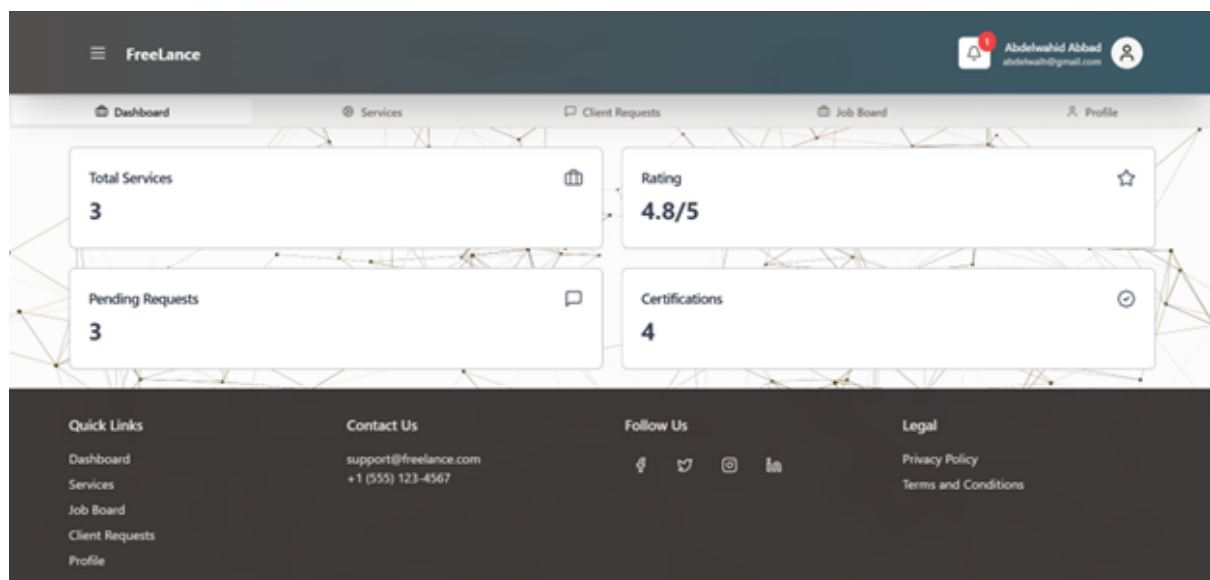 FreeLance
1
Abdelwahid Abbad
abdelwaih@gmail.com
Dashboard
Services
Client Requests
Job Board
Profile
Total Services
3
Rating
4.8/5
Pending Requests
3
Certifications
4
Quick Links
Dashboard
Services
Job Board
Client Requests
Profile
Contact Us
support@freelance.com
+1 (555) 123-4567
Follow Us
Legal
Privacy Policy
Terms and Conditions